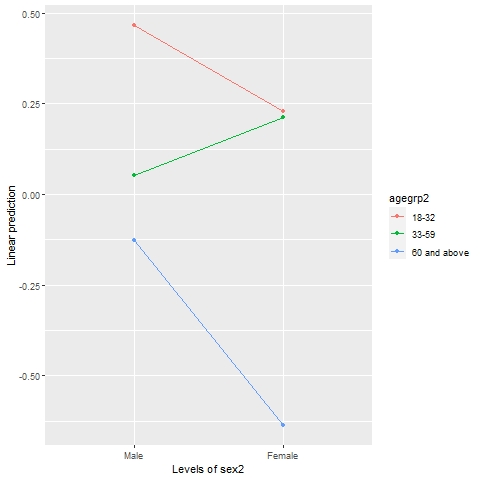 0.50
0.25
0.00
-0.25
-0.50
Linear prediction
Male
Female
Levels of sex2
agegrp2
18-32
33-59
60 and above